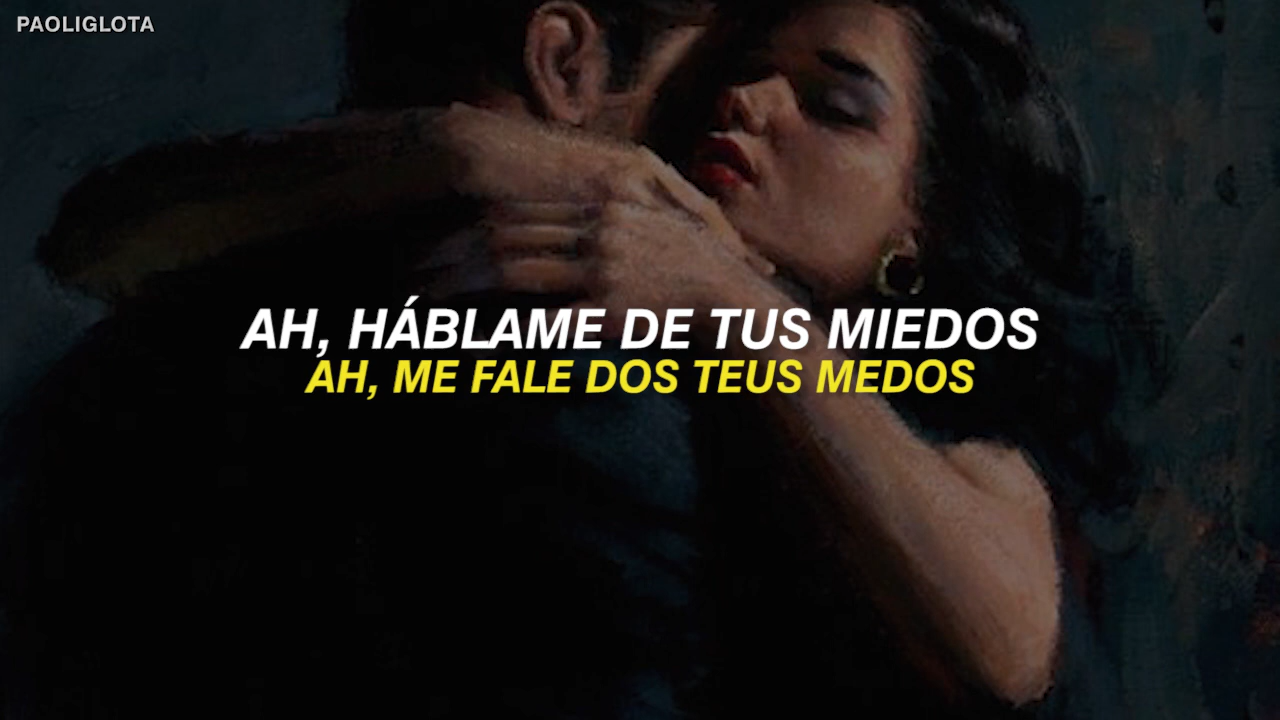 PAOLIGLOTA
AH, HÁBLAME DE TUS MIEDOS
AH, ME FALE DOS TEUS MEDOS